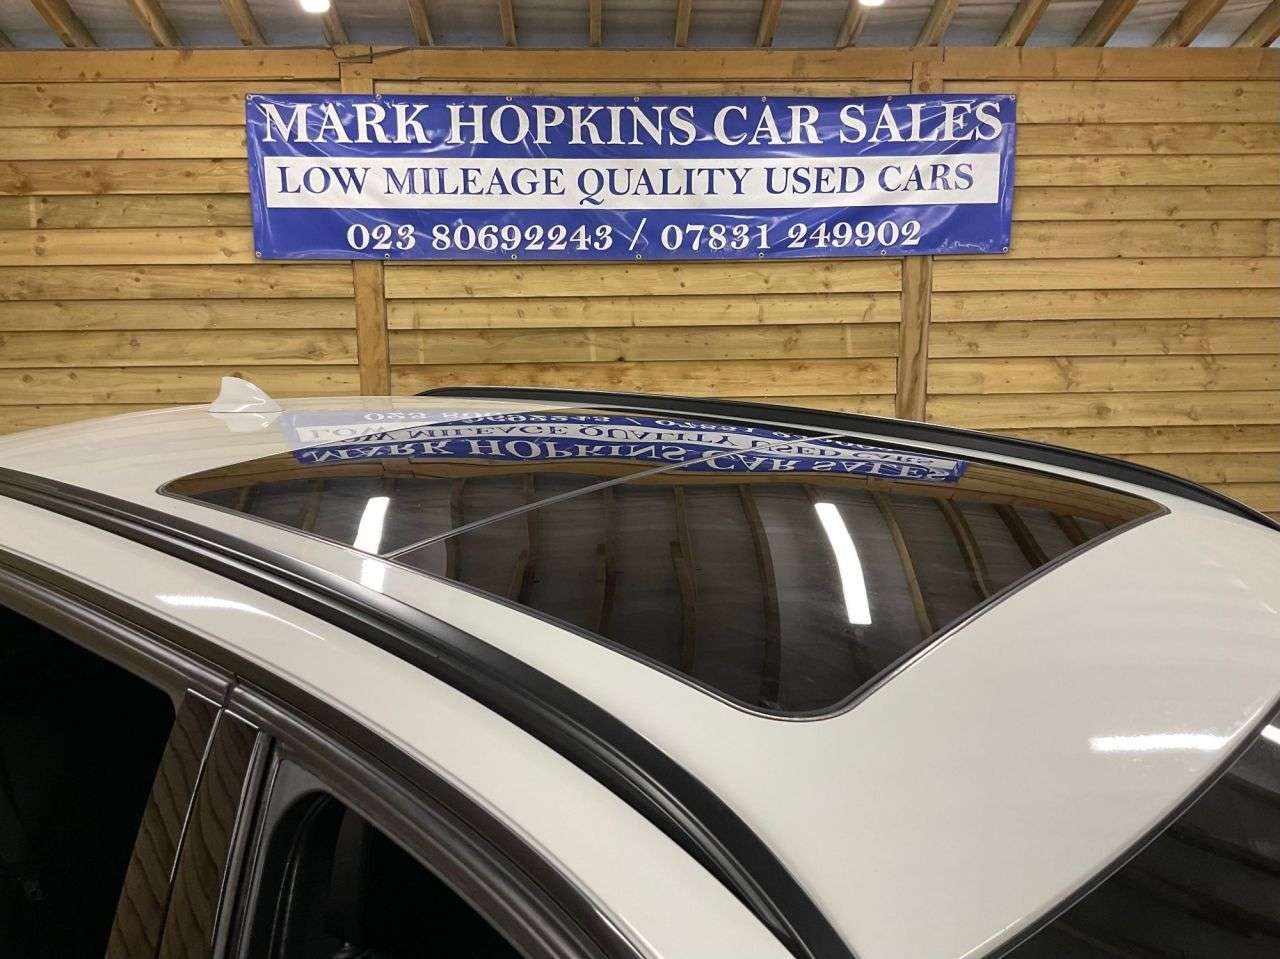 MARK HOPKINS CAR SALES
LOW MILEAGE QUALITY USED CARS
023 80692243 / 07831 249902